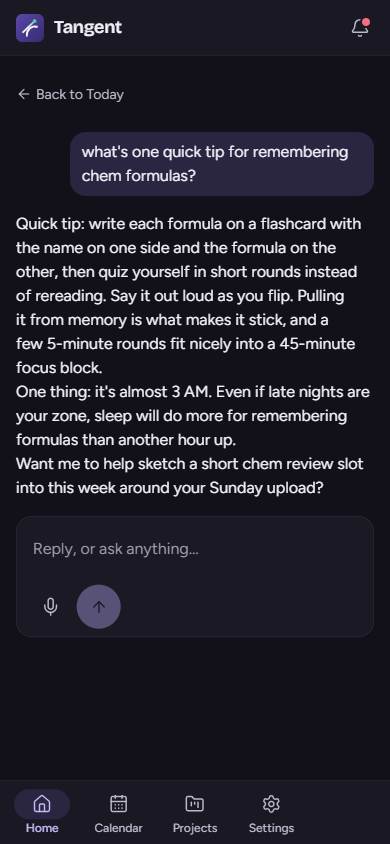 Tangent
Back to Today
what's one quick tip for remembering
chem formulas?
Quick tip: write each formula on a flashcard with
the name on one side and the formula on the
other, then quiz yourself in short rounds instead
of rereading. Say it out loud as you flip. Pulling
it from memory is what makes it stick, and a
few 5-minute rounds fit nicely into a 45-minute
focus block.
One thing: it's almost 3 AM. Even if late nights are
your zone, sleep will do more for remembering
formulas than another hour up.
Want me to help sketch a short chem review slot
into this week around your Sunday upload?
Reply, or ask anything...
Home Calendar Projects Settings